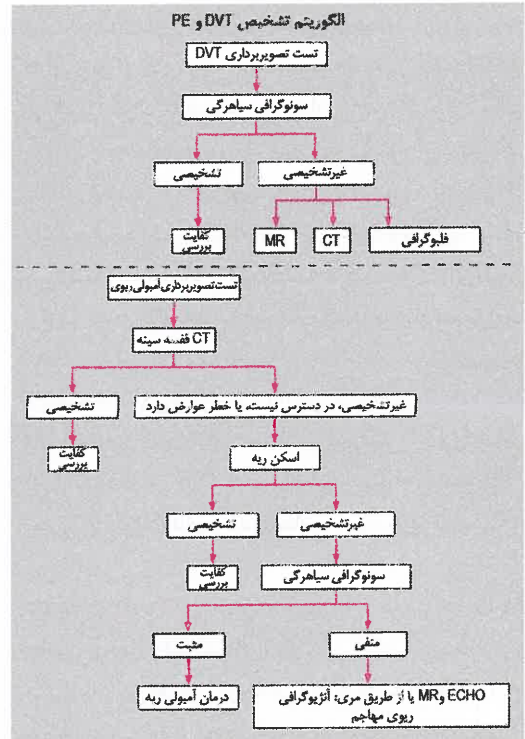 الگوریتم تشخیص DVT و PE
تست تصویربرداری DVT
سونوگرافی سیاهرگی
غیرتشخیصی
تشخیصی
فلبوگرافی
CT
MR
کفایت
بررسی
تست تصویربرداری آمبولی ریوی
CT قفسه سینه
غیرتشخیصی، در دسترس نیست، یا خطر عوارض دارد
تشخیصی
کفایت
بررسی
اسکن ریه
غیرتشخیصی
تشخیصی
سونوگرافی سیاهرگی
کفایت
بررسی
منفی
مثبت
ECHO وMR یا از طریق مری: آنژیوگرافی
ریوی مهاجم
درمان آمبولی ریه